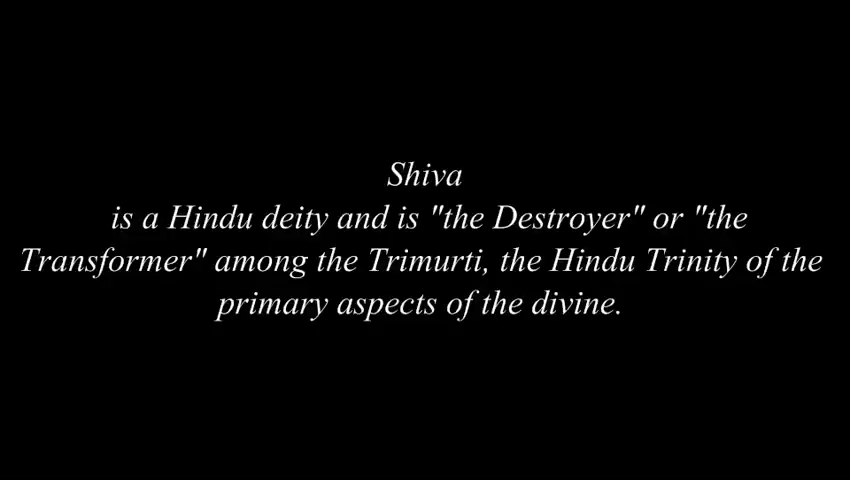 Shiva
is a Hindu deity and is "the Destroyer" or "the
Transformer" among the Trimurti, the Hindu Trinity of the
primary aspects of the divine.